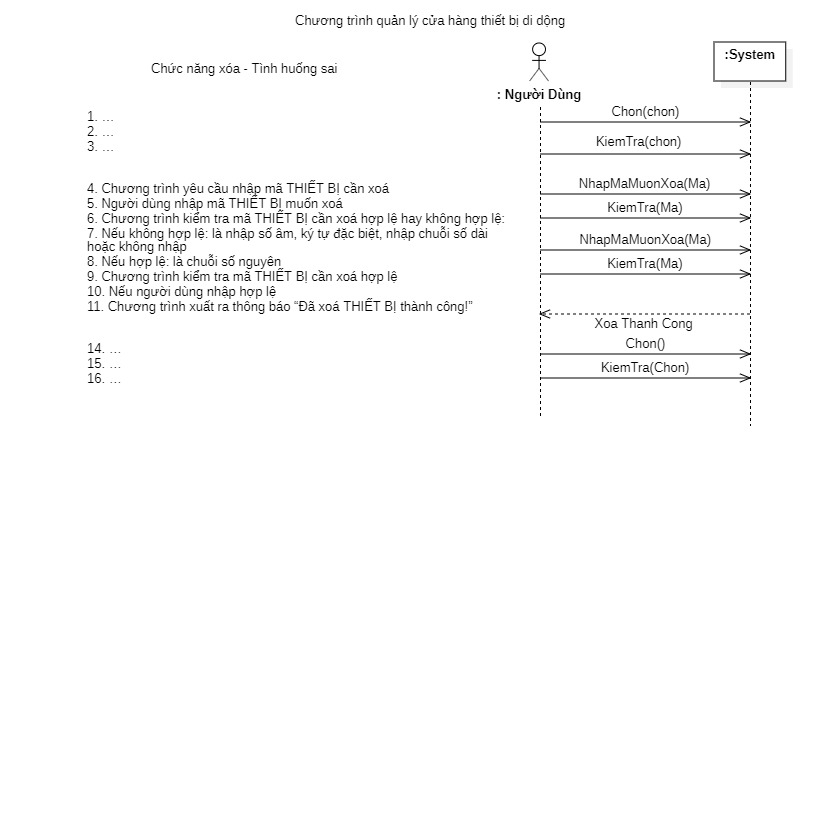 Chương trình quản lý cửa hàng thiết bị di động
Chức năng xóa - Tình huống sai
:System
: Người Dùng
1. ...
2. ...
3. ...
4. Chương trình yêu cầu nhập mã THIẾT BỊ cần xoá
5. Người dùng nhập mã THIẾT BỊ muốn xoá
6. Chương trình kiểm tra mã THIẾT BỊ cần xoá hợp lệ hay không hợp lệ:
7. Nếu không hợp lệ: là nhập số âm, ký tự đặc biệt, nhập chuỗi số dài
hoặc không nhập
8. Nếu hợp lệ: là chuỗi số nguyên
9. Chương trình kiểm tra mã THIẾT BỊ cần xoá hợp lệ
10. Nếu người dùng nhập hợp lệ
11. Chương trình xuất ra thông báo “Đã xoá THIẾT BỊ thành công!”
14. ...
15. ...
16. ...
Chon(chon)
KiemTra(chon)
NhapMaMuonXoa(Ma)
KiemTra(Ma)
NhapMaMuonXoa(Ma)
KiemTra(Ma)
Xoa Thanh Cong
Chon()
KiemTra(Chon)